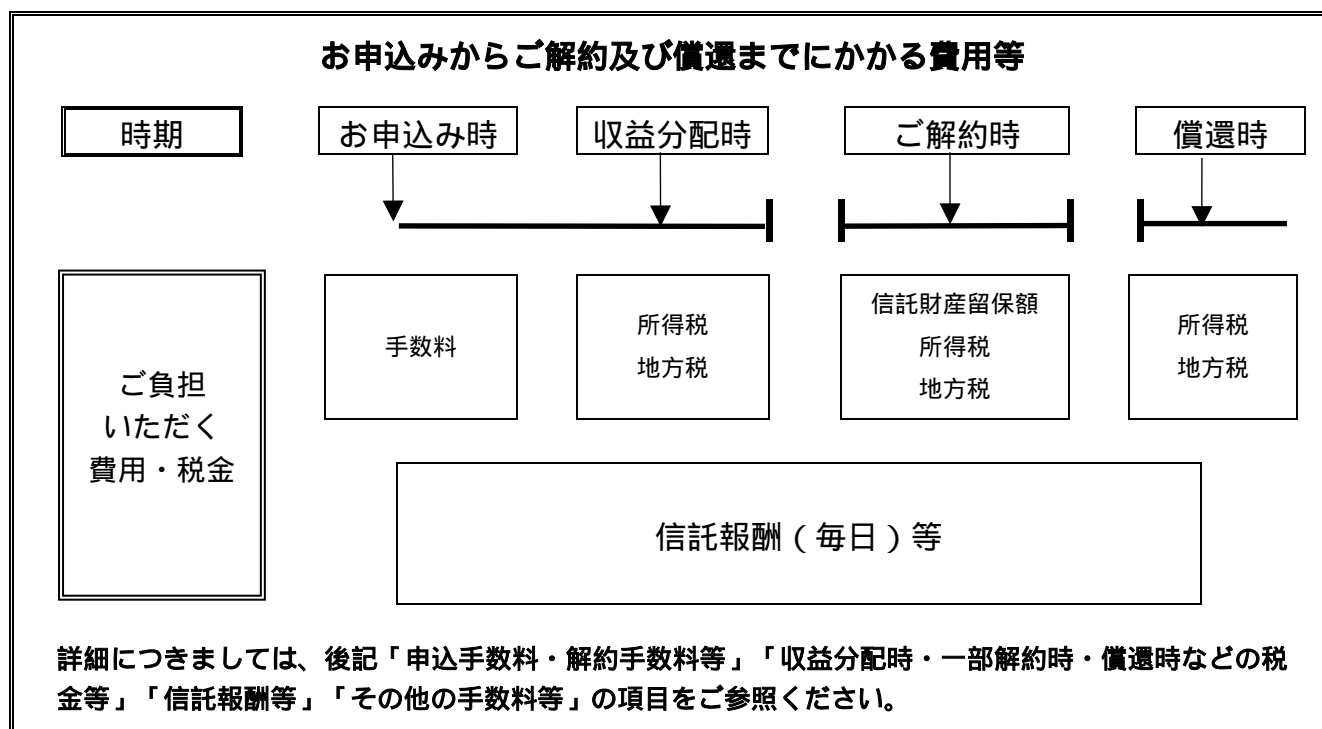 お申込みからご解約及び償還までにかかる費用等
時期
お申込み時
収益分配時
ご解約時
償還時
ご負担
いただく
費用・税金
手数料
所得税
地方税
信託財産留保額
所得税
地方税
所得税
地方税
信託報酬（毎日）等
詳細につきましては、後記「申込手数料・解約手数料等」「収益分配時・一部解約時・償還時などの税
金等」「信託報酬等」「その他の手数料等」の項目をご参照ください。